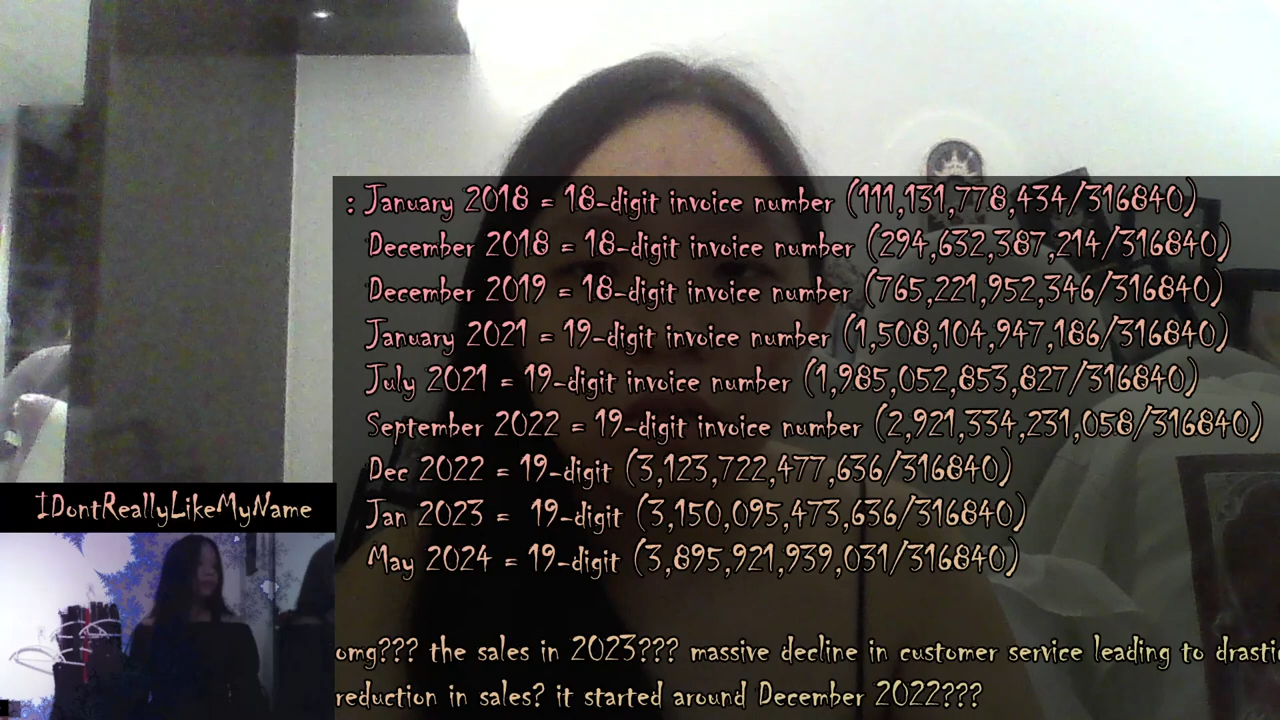 : January 2018 = 18-digit invoice number (111,131,778,434/316840)
December 2018 = 18-digit invoice number (294,632,387,214/316840)
December 2019 = 18-digit invoice number (765,221,952,346/316840)
January 2021 = 19-digit invoice number (1,508,104,947,186/316840)
July 2021 = 19-digit invoice number (1,985,052,853,827/316840)
September 2022 = 19-digit invoice number (2,921,334,231,058/316840)
Dec 2022 = 19-digit (3,123,722,477,636/316840)
Jan 2023 = 19-digit (3,150,095,473,636/316840)
May 2024 = 19-digit (3,895,921,939,031/316840)
IDontReallyLikeMyName
omg??? the sales in 2023??? massive decline in customer service leading to
reduction in sales? it started around December 2022???